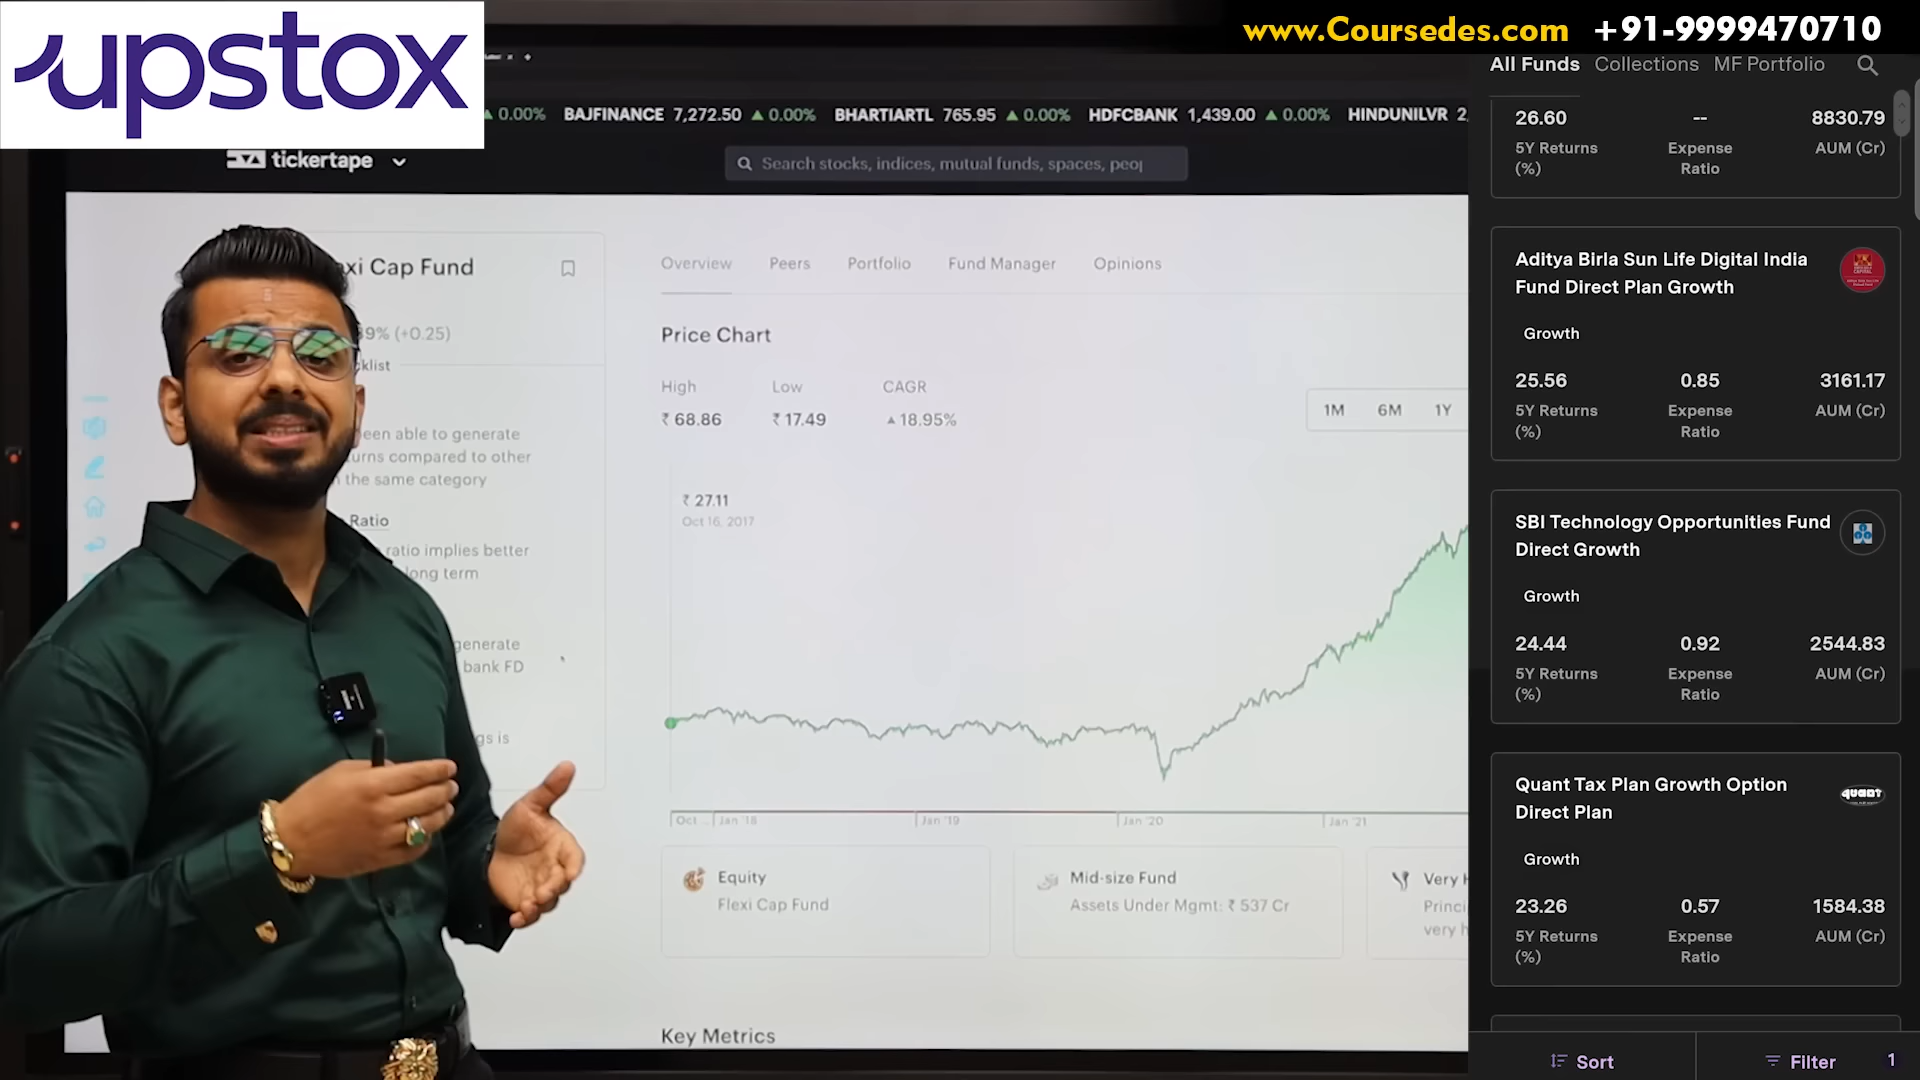 upstox
www.Coursedes.com +91-9999470710
All Funds Collections MF Portfolio
0.00% BAJFINANCE 7,272.50 ▲ 0.00% BHARTIARTL 765.95 ▲ 0.00% HDFCBANK 1,439.00 ▲ 0.00% HINDUNILVR 2,
tickertape
Search stocks, indices, mutual funds, spaces, peop
xi Cap Fund
9% (+0.25)
klist
een able to generate
urns compared to other
the same category
Ratio
ratio implies better
long term
generate
bank FD
gs is
Overview Peers Portfolio Fund Manager Opinions
Price Chart
High Low CAGR
₹ 68.86 ₹ 17.49 ▲ 18.95%
1M 6M 1Y
₹ 27.11
Oct 16, 2017
Oct ... Jan '18 Jan '19 Jan '20 Jan '21
Equity
Flexi Cap Fund
Mid-size Fund
Assets Under Mgmt: ₹ 537 Cr
Very H
Princi
very h
Key Metrics
26.60 -- 8830.79
5Y Returns Expense AUM (Cr)
(%) Ratio
Aditya Birla Sun Life Digital India
Fund Direct Plan Growth
Growth
25.56 0.85 3161.17
5Y Returns Expense AUM (Cr)
(%) Ratio
SBI Technology Opportunities Fund
Direct Growth
Growth
24.44 0.92 2544.83
5Y Returns Expense AUM (Cr)
(%) Ratio
Quant Tax Plan Growth Option
Direct Plan
quant
Growth
23.26 0.57 1584.38
5Y Returns Expense AUM (Cr)
(%) Ratio
Sort Filter 1